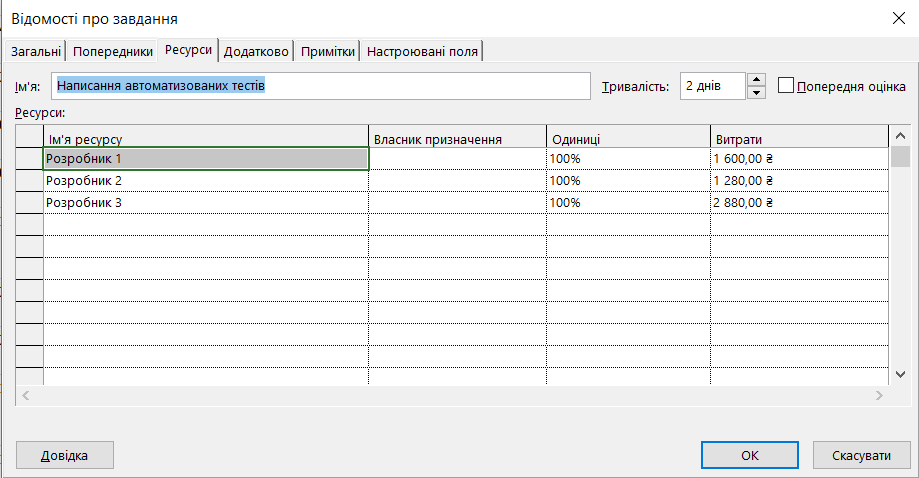 Відомості про завдання
Загальні Попередники Ресурси Додатково Примітки Настроювані поля
Ім'я: Написання автоматизованих тестів Тривалість: 2 днів Попередня оцінка
Ресурси:
Ім'я ресурсу Власник призначення Одиниці Витрати
Розробник 1 100% 1 600,00 ₴
Розробник 2 100% 1 280,00 ₴
Розробник 3 100% 2 880,00 ₴
Довідка ОК Скасувати